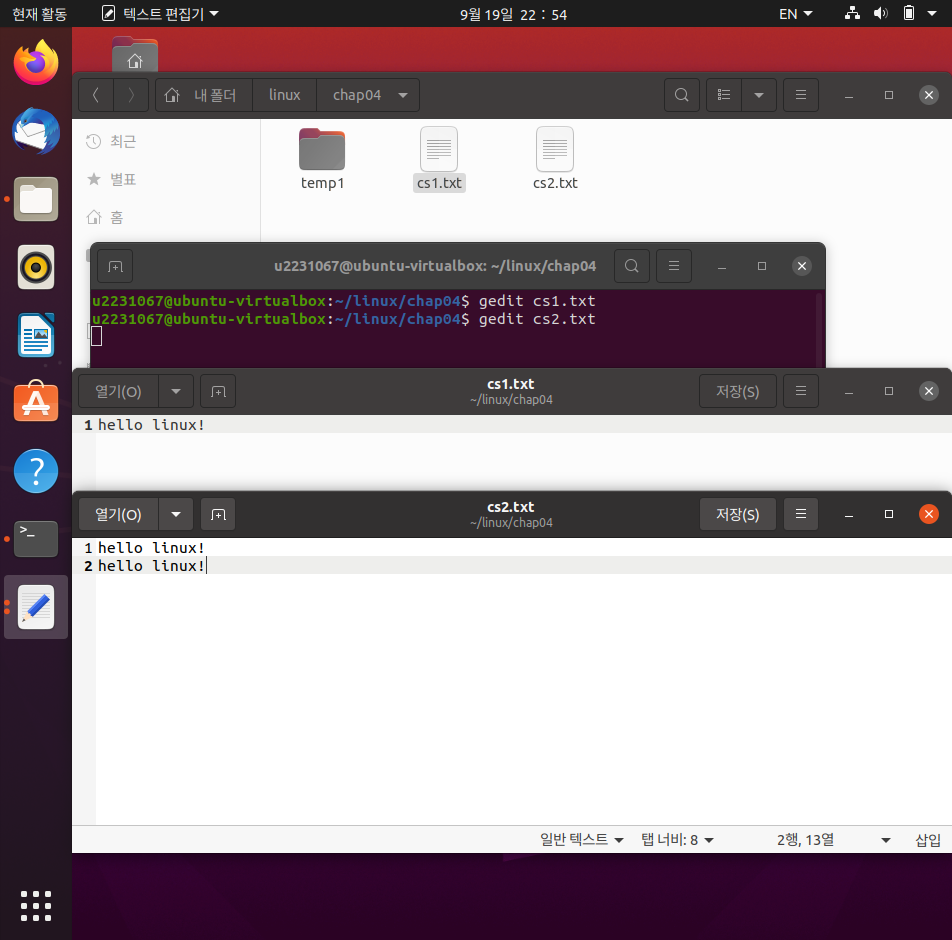 현재 활동 텍스트 편집기 9월 19일 22 : 54 EN
내 폴더 linux chap04
최근
별표
홈
temp1 cs1.txt cs2.txt
u2231067@ubuntu-virtualbox: ~/linux/chap04
u2231067@ubuntu-virtualbox:~/linux/chap04$ gedit cs1.txt
u2231067@ubuntu-virtualbox:~/linux/chap04$ gedit cs2.txt
열기(O) cs1.txt 저장(S)
~/linux/chap04
1 hello linux!
열기(O) cs2.txt 저장(S)
~/linux/chap04
1 hello linux!
2 hello linux!
일반 텍스트 탭 너비: 8 2행, 13열 삽입